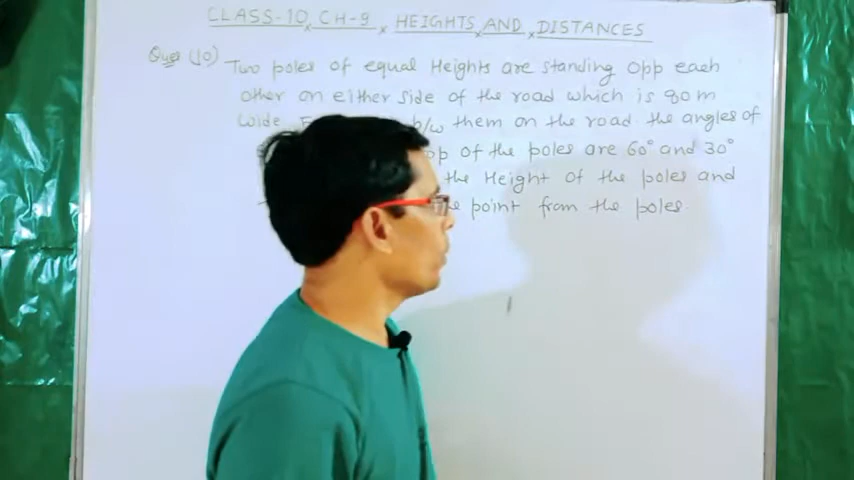 CLASS-10, CH-9, HEIGHTS AND DISTANCES
Ques (10) Two poles of equal Heights are standing opp each
other on either side of the road which is 80 m
wide. b/w them on the road the angles of
of the poles are 60° and 30°
the Height of the poles and
point from the poles.